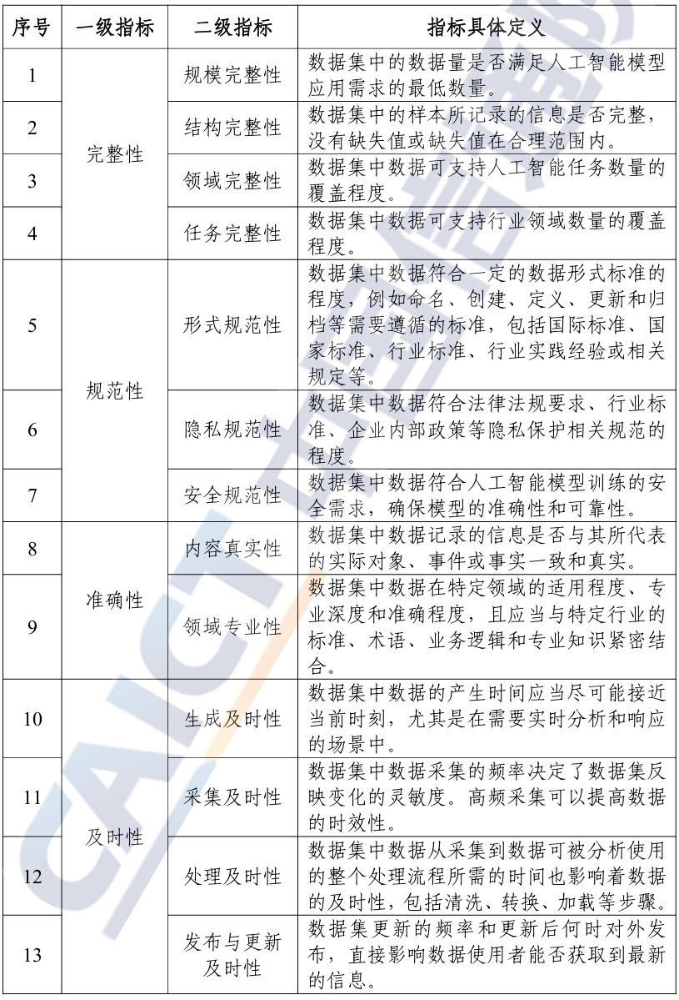 序号 一级指标 二级指标 指标具体定义
1 完整性 规模完整性 数据集中的数据量是否满足人工智能模型
应用需求的最低数量。
2 结构完整性 数据集中的样本所记录的信息是否完整，
没有缺失值或缺失值在合理范围内。
3 领域完整性 数据集中数据可支持人工智能任务数量的
覆盖程度。
4 任务完整性 数据集中数据可支持行业领域数量的覆盖
程度。
5 规范性 形式规范性 数据集中数据符合一定的数据形式标准的
程度，例如命名、创建、定义、更新和归
档等需要遵循的标准，包括国际标准、国
家标准、行业标准、行业实践经验或相关
规定等。
6 隐私规范性 数据集中数据符合法律法规要求、行业标
准、企业内部政策等隐私保护相关规范的
程度。
7 安全规范性 数据集中数据符合人工智能模型训练的安
全需求，确保模型的准确性和可靠性。
8 准确性 内容真实性 数据集中数据记录的信息是否与其所代表
的实际对象、事件或事实一致和真实。
9 领域专业性 数据集中数据在特定领域的适用程度、专
业深度和准确程度，且应当与特定行业的
标准、术语、业务逻辑和专业知识紧密结
合。
10 及时性 生成及时性 数据集中数据的产生时间应当尽可能接近
当前时刻，尤其是在需要实时分析和响应
的场景中。
11 采集及时性 数据集中数据采集的频率决定了数据集反
映变化的灵敏度。高频采集可以提高数据
的时效性。
12 处理及时性 数据集中数据从采集到数据可被分析使用
的整个处理流程所需的时间也影响着数据
的及时性，包括清洗、转换、加载等步骤。
13 发布与更新
及时性 数据集更新的频率和更新后何时对外发
布，直接影响数据使用者能否获取到最新
的信息。
CAICT 中国信通院